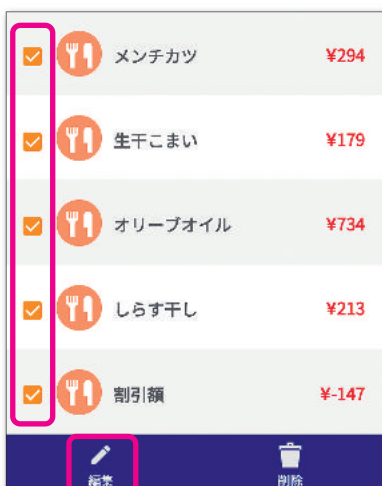 メンチカツ ¥294
生干こまい ¥179
オリーブオイル ¥734
しらす干し ¥213
割引額 ¥-147
編集 削除